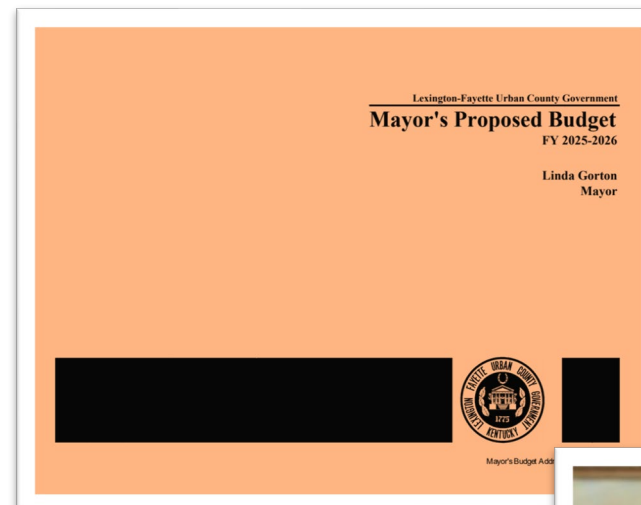 Lexington-Fayette Urban County Government
Mayor's Proposed Budget
FY 2025-2026
Linda Gorton
Mayor
FAYETTE URBAN COUNTY GOVERNMENT
LEXINGTON KENTUCKY
1775
Mayor's Budget